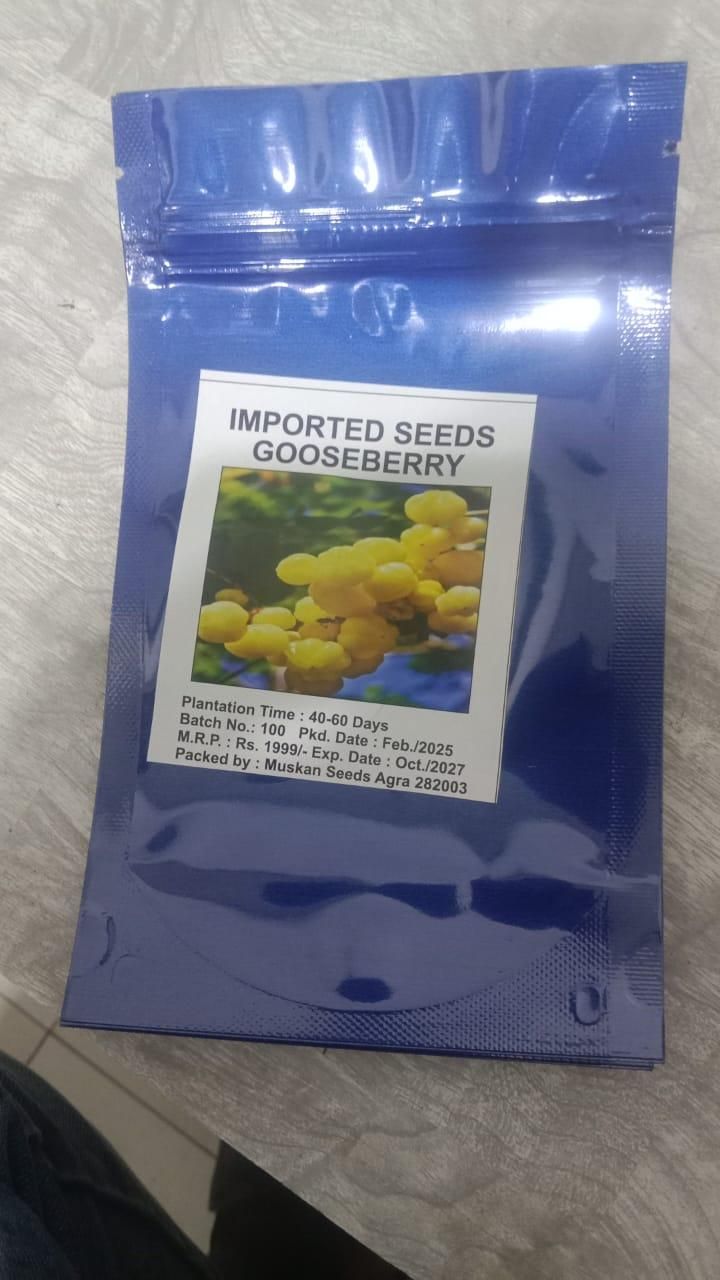 IMPORTED SEEDS
GOOSEBERRY
Plantation Time : 40-60 Days
Batch No.: 100 Pkd. Date : Feb./2025
M.R.P. : Rs. 1999/- Exp. Date : Oct./2027
Packed by : Muskan Seeds Agra 282003